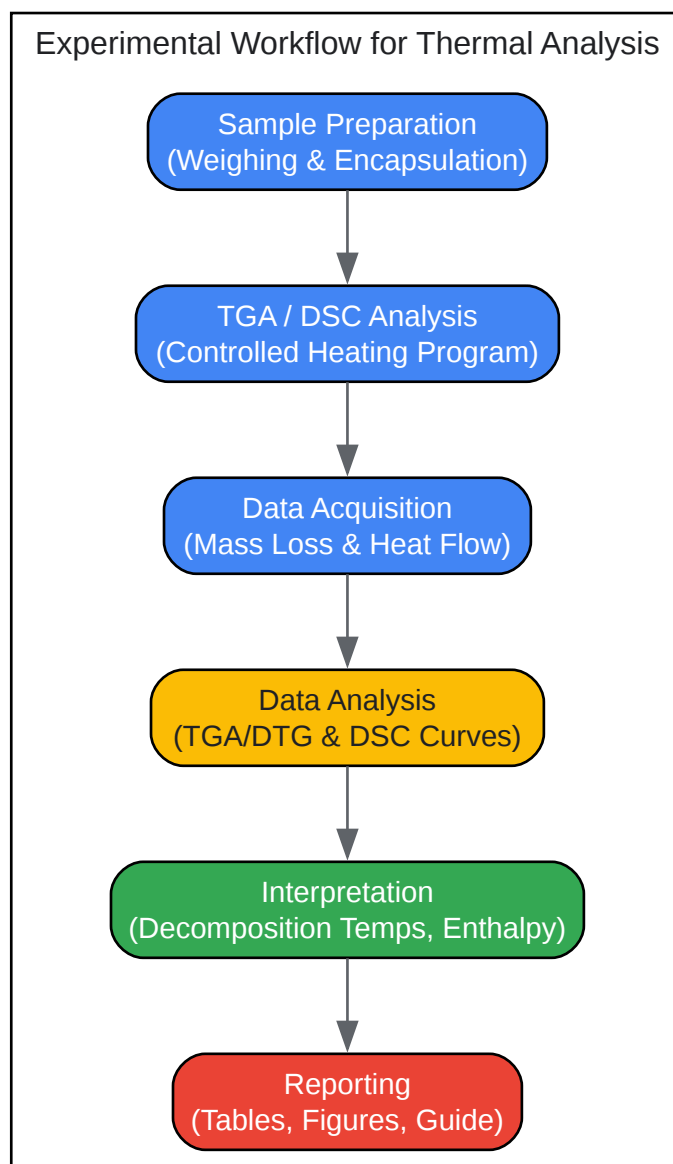 Experimental Workflow for Thermal Analysis
Sample Preparation
(Weighing & Encapsulation)
TGA / DSC Analysis
(Controlled Heating Program)
Data Acquisition
(Mass Loss & Heat Flow)
Data Analysis
(TGA/DTG & DSC Curves)
Interpretation
(Decomposition Temps, Enthalpy)
Reporting
(Tables, Figures, Guide)